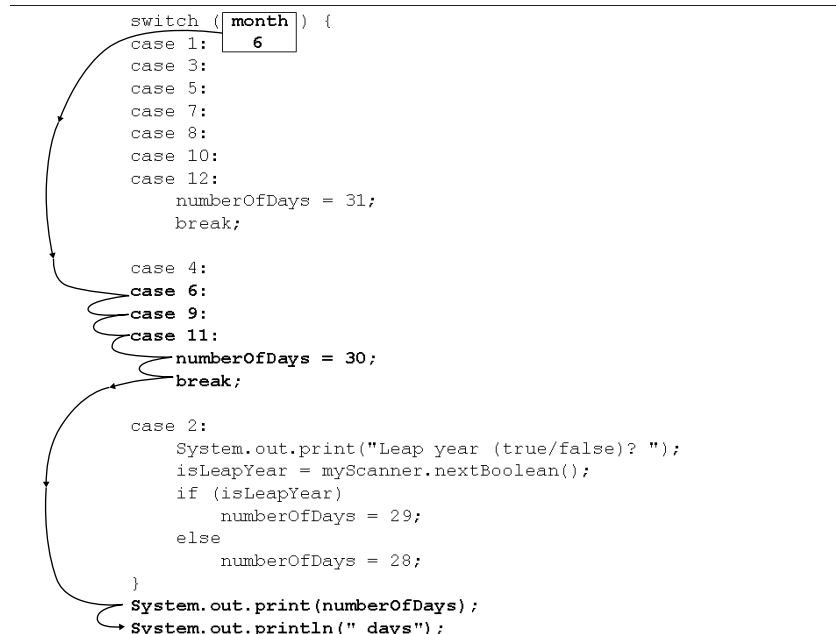 switch ( month ) {
case 1: 6
case 3:
case 5:
case 7:
case 8:
case 10:
case 12:
numberOfDays = 31;
break;
case 4:
case 6:
case 9:
case 11:
numberOfDays = 30;
break;
case 2:
System.out.print("Leap year (true/false)? ");
isLeapYear = myScanner.nextBoolean();
if (isLeapYear)
numberOfDays = 29;
else
numberOfDays = 28;
}
System.out.print(numberOfDays);
System.out.println(" days");